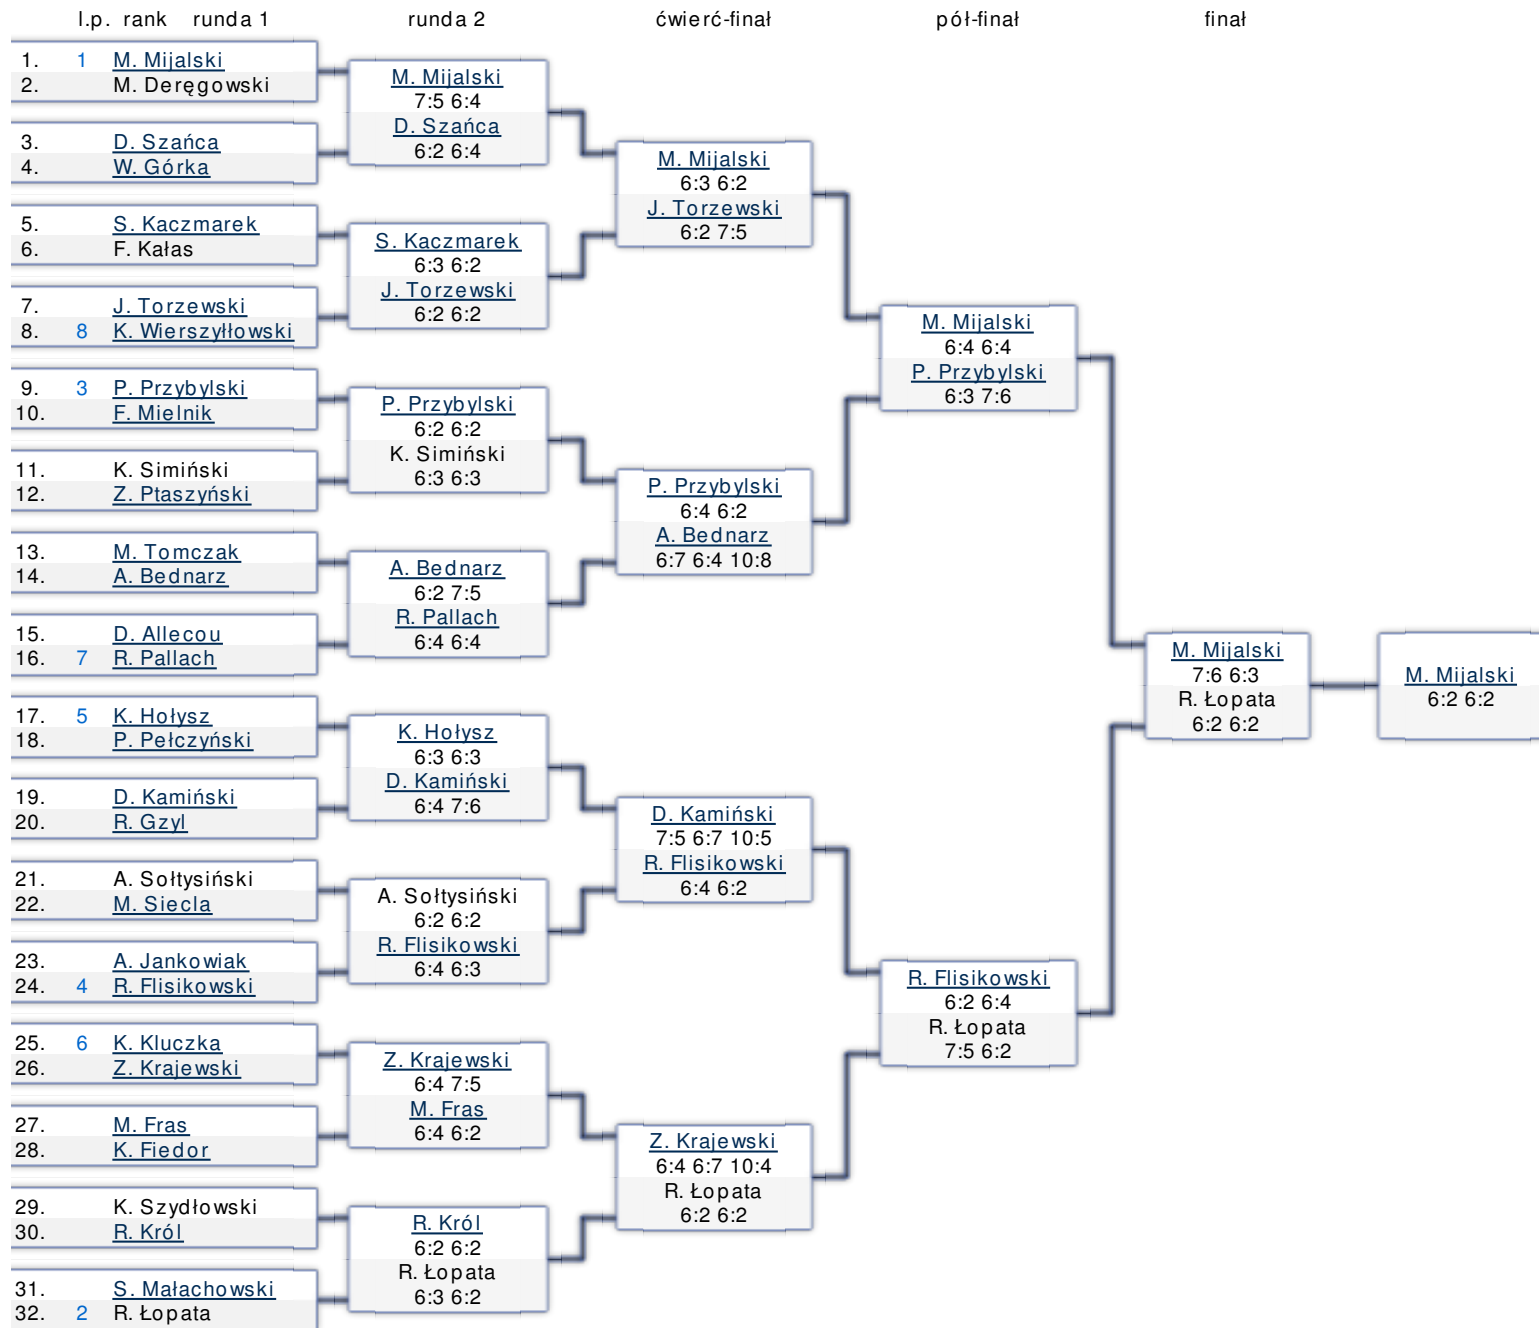 l.p. rank runda 1 runda 2 ćwierć-finał pół-finał finał
1. 1 M. Mijalski
2. M. Deręgowski
3. D. Szańca
4. W. Górka
5. S. Kaczmarek
6. F. Kałas
7. J. Torzewski
8. 8 K. Wierszyłłowski
9. 3 P. Przybylski
10. F. Mielnik
11. K. Simiński
12. Z. Ptaszyński
13. M. Tomczak
14. A. Bednarz
15. D. Allecou
16. 7 R. Pallach
17. 5 K. Hołysz
18. P. Pełczyński
19. D. Kamiński
20. R. Gzyl
21. A. Sołtysiński
22. M. Siecla
23. A. Jankowiak
24. 4 R. Flisikowski
25. 6 K. Kluczka
26. Z. Krajewski
27. M. Fras
28. K. Fiedor
29. K. Szydłowski
30. R. Król
31. S. Małachowski
32. 2 R. Łopata
M. Mijalski
7:5 6:4
D. Szańca
6:2 6:4
S. Kaczmarek
6:3 6:2
J. Torzewski
6:2 6:2
P. Przybylski
6:2 6:2
K. Simiński
6:3 6:3
A. Bednarz
6:2 7:5
R. Pallach
6:4 6:4
K. Hołysz
6:3 6:3
D. Kamiński
6:4 7:6
A. Sołtysiński
6:2 6:2
R. Flisikowski
6:4 6:3
Z. Krajewski
6:4 7:5
M. Fras
6:4 6:2
R. Król
6:2 6:2
R. Łopata
6:3 6:2
M. Mijalski
6:3 6:2
J. Torzewski
6:2 7:5
P. Przybylski
6:4 6:2
A. Bednarz
6:7 6:4 10:8
D. Kamiński
7:5 6:7 10:5
R. Flisikowski
6:4 6:2
Z. Krajewski
6:4 6:7 10:4
R. Łopata
6:2 6:2
M. Mijalski
6:4 6:4
P. Przybylski
6:3 7:6
R. Flisikowski
6:2 6:4
R. Łopata
7:5 6:2
M. Mijalski
7:6 6:3
R. Łopata
6:2 6:2
M. Mijalski
6:2 6:2